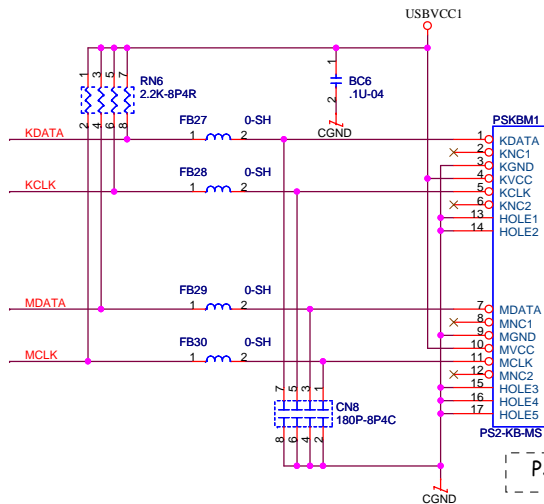 USBVCC1
1 3 5 7
RN6
2.2K-8P4R
2 4 6 8
1
BC6
.1U-04
2
CGND
PSKBM1
KDATA
FB27 0-SH
1 2
1 KDATA
2 KNC1
3 KGND
4 KVCC
KCLK
FB28 0-SH
1 2
5 KCLK
6 KNC2
13 HOLE1
14 HOLE2
MDATA
FB29 0-SH
1 2
7 MDATA
8 MNC1
9 MGND
10 MVCC
MCLK
FB30 0-SH
1 2
11 MCLK
12 MNC2
15 HOLE3
16 HOLE4
17 HOLE5
PS2-KB-MS
7 5 3 1
CN8
180P-8P4C
8 6 4 2
CGND